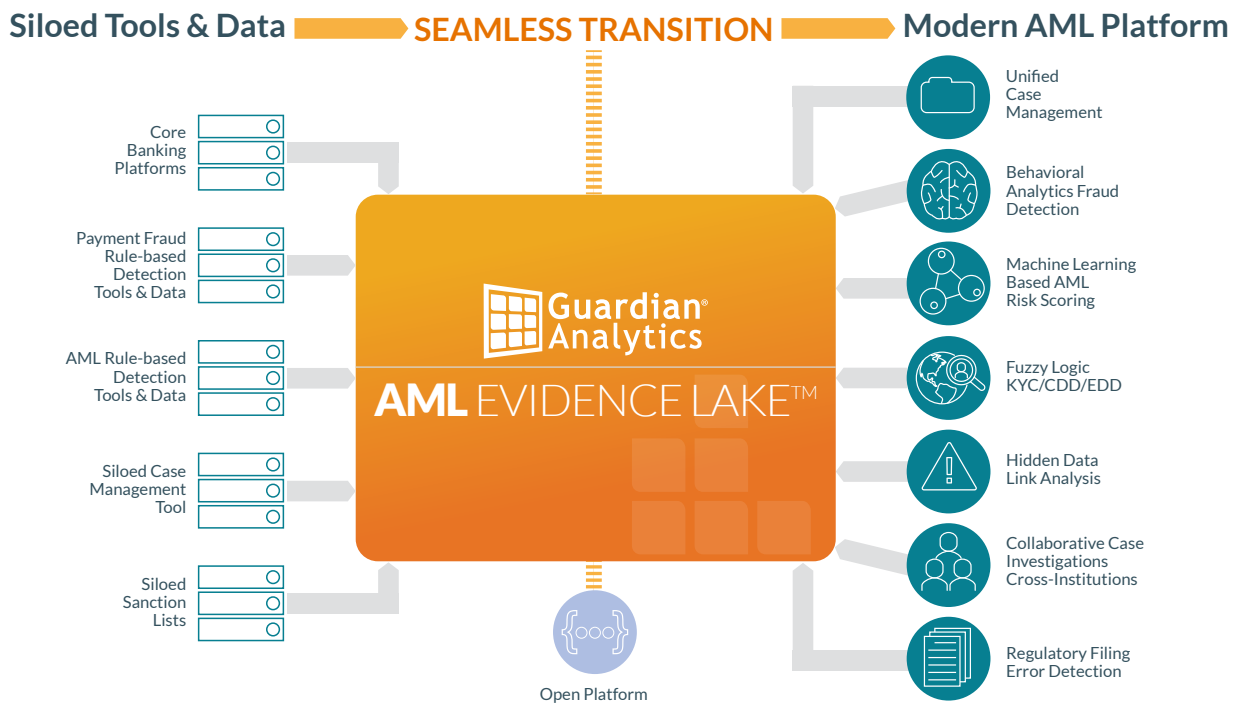 Siloed Tools & Data
SEAMLESS TRANSITION
Modern AML Platform
Core
Banking
Platforms
Payment Fraud
Rule-based
Detection
Tools & Data
AML Rule-based
Detection
Tools & Data
Siloed Case
Management
Tool
Siloed
Sanction
Lists
Guardian®
Analytics
AML EVIDENCE LAKE™
{ooo}
Open Platform
Unified
Case
Management
Behavioral
Analytics Fraud
Detection
Machine Learning
Based AML
Risk Scoring
Fuzzy Logic
KYC/CDD/EDD
Hidden Data
Link Analysis
Collaborative Case
Investigations
Cross-Institutions
Regulatory Filing
Error Detection